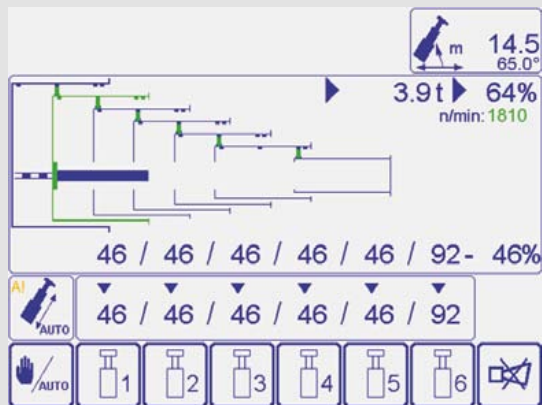 m 14.5
65.0°
3.9 t 64%
n/min: 1810
46 / 46 / 46 / 46 / 46 / 92 - 46%
A!
AUTO
46 / 46 / 46 / 46 / 46 / 92
/AUTO
1
2
3
4
5
6